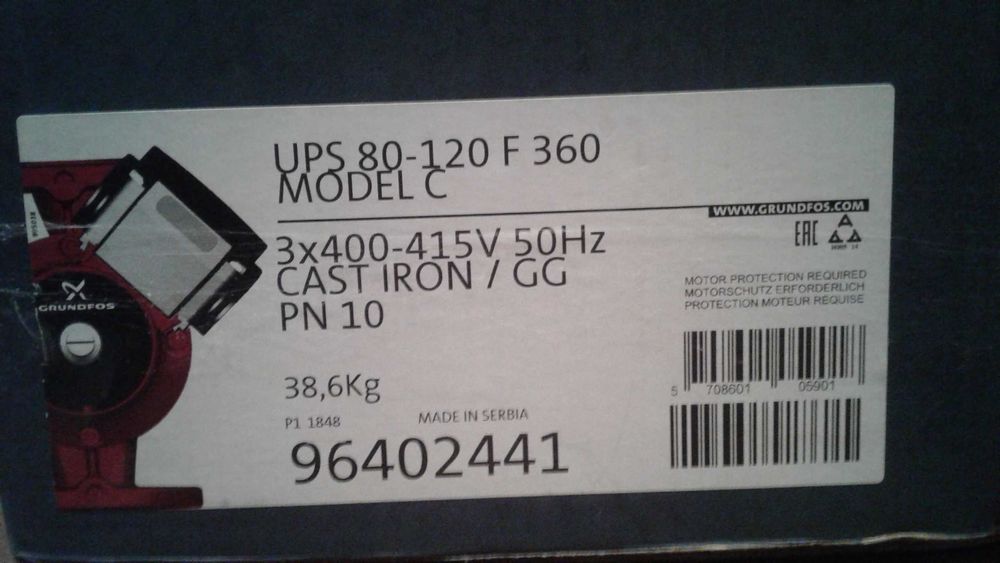 UPS 80-120 F 360
MODEL C
WWW.GRUNDFOS.COM
3x400-415V 50Hz
CAST IRON / GG
PN 10
EAC
MOTOR PROTECTION REQUIRED
MOTORSCHUTZ ERFORDERLICH
PROTECTION MOTEUR REQUISE
GRUNDFOS
38,6Kg
5 708601 05901
P1 1848
MADE IN SERBIA
96402441